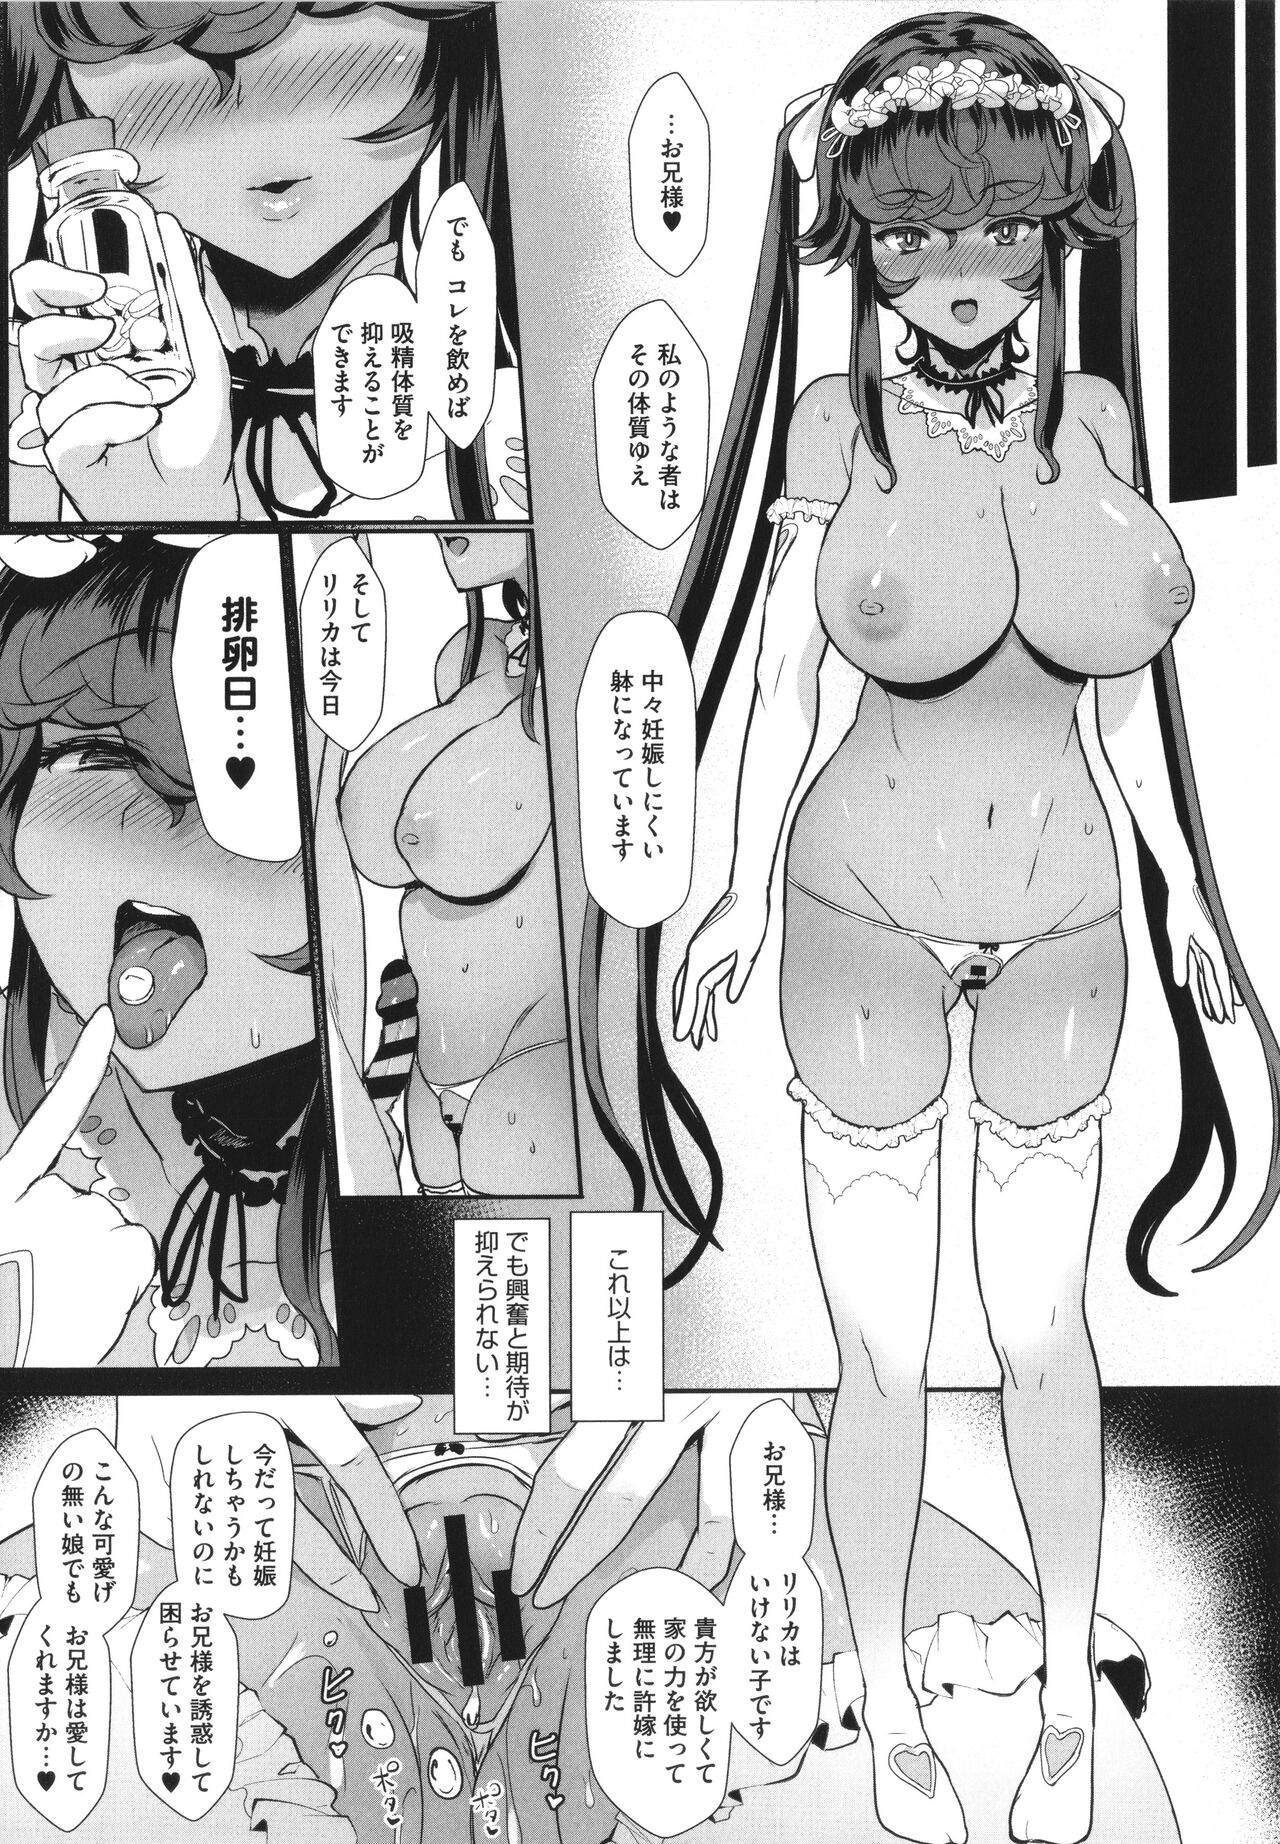 …お兄様♥
私のような者は
その体質ゆえ
中々妊娠しにくい
躰になっています
でも コレを飲めば
吸精体質を
抑えることが
できます
そして
リリカは今日
排卵日…♥
これ以上は…
でも興奮と期待が
抑えられない…
お兄様…
リリカは
いけない子です
貴方が欲しくて
家の力を使って
無理に許嫁に
しました
今だって妊娠
しちゃうかも
しれないのに
お兄様を誘惑して
困らせています♥
こんな可愛げ
の無い娘でも
お兄様は愛して
くれますか…♥
ヒクヒク♡
ヒク♡
ポタ
ポタ